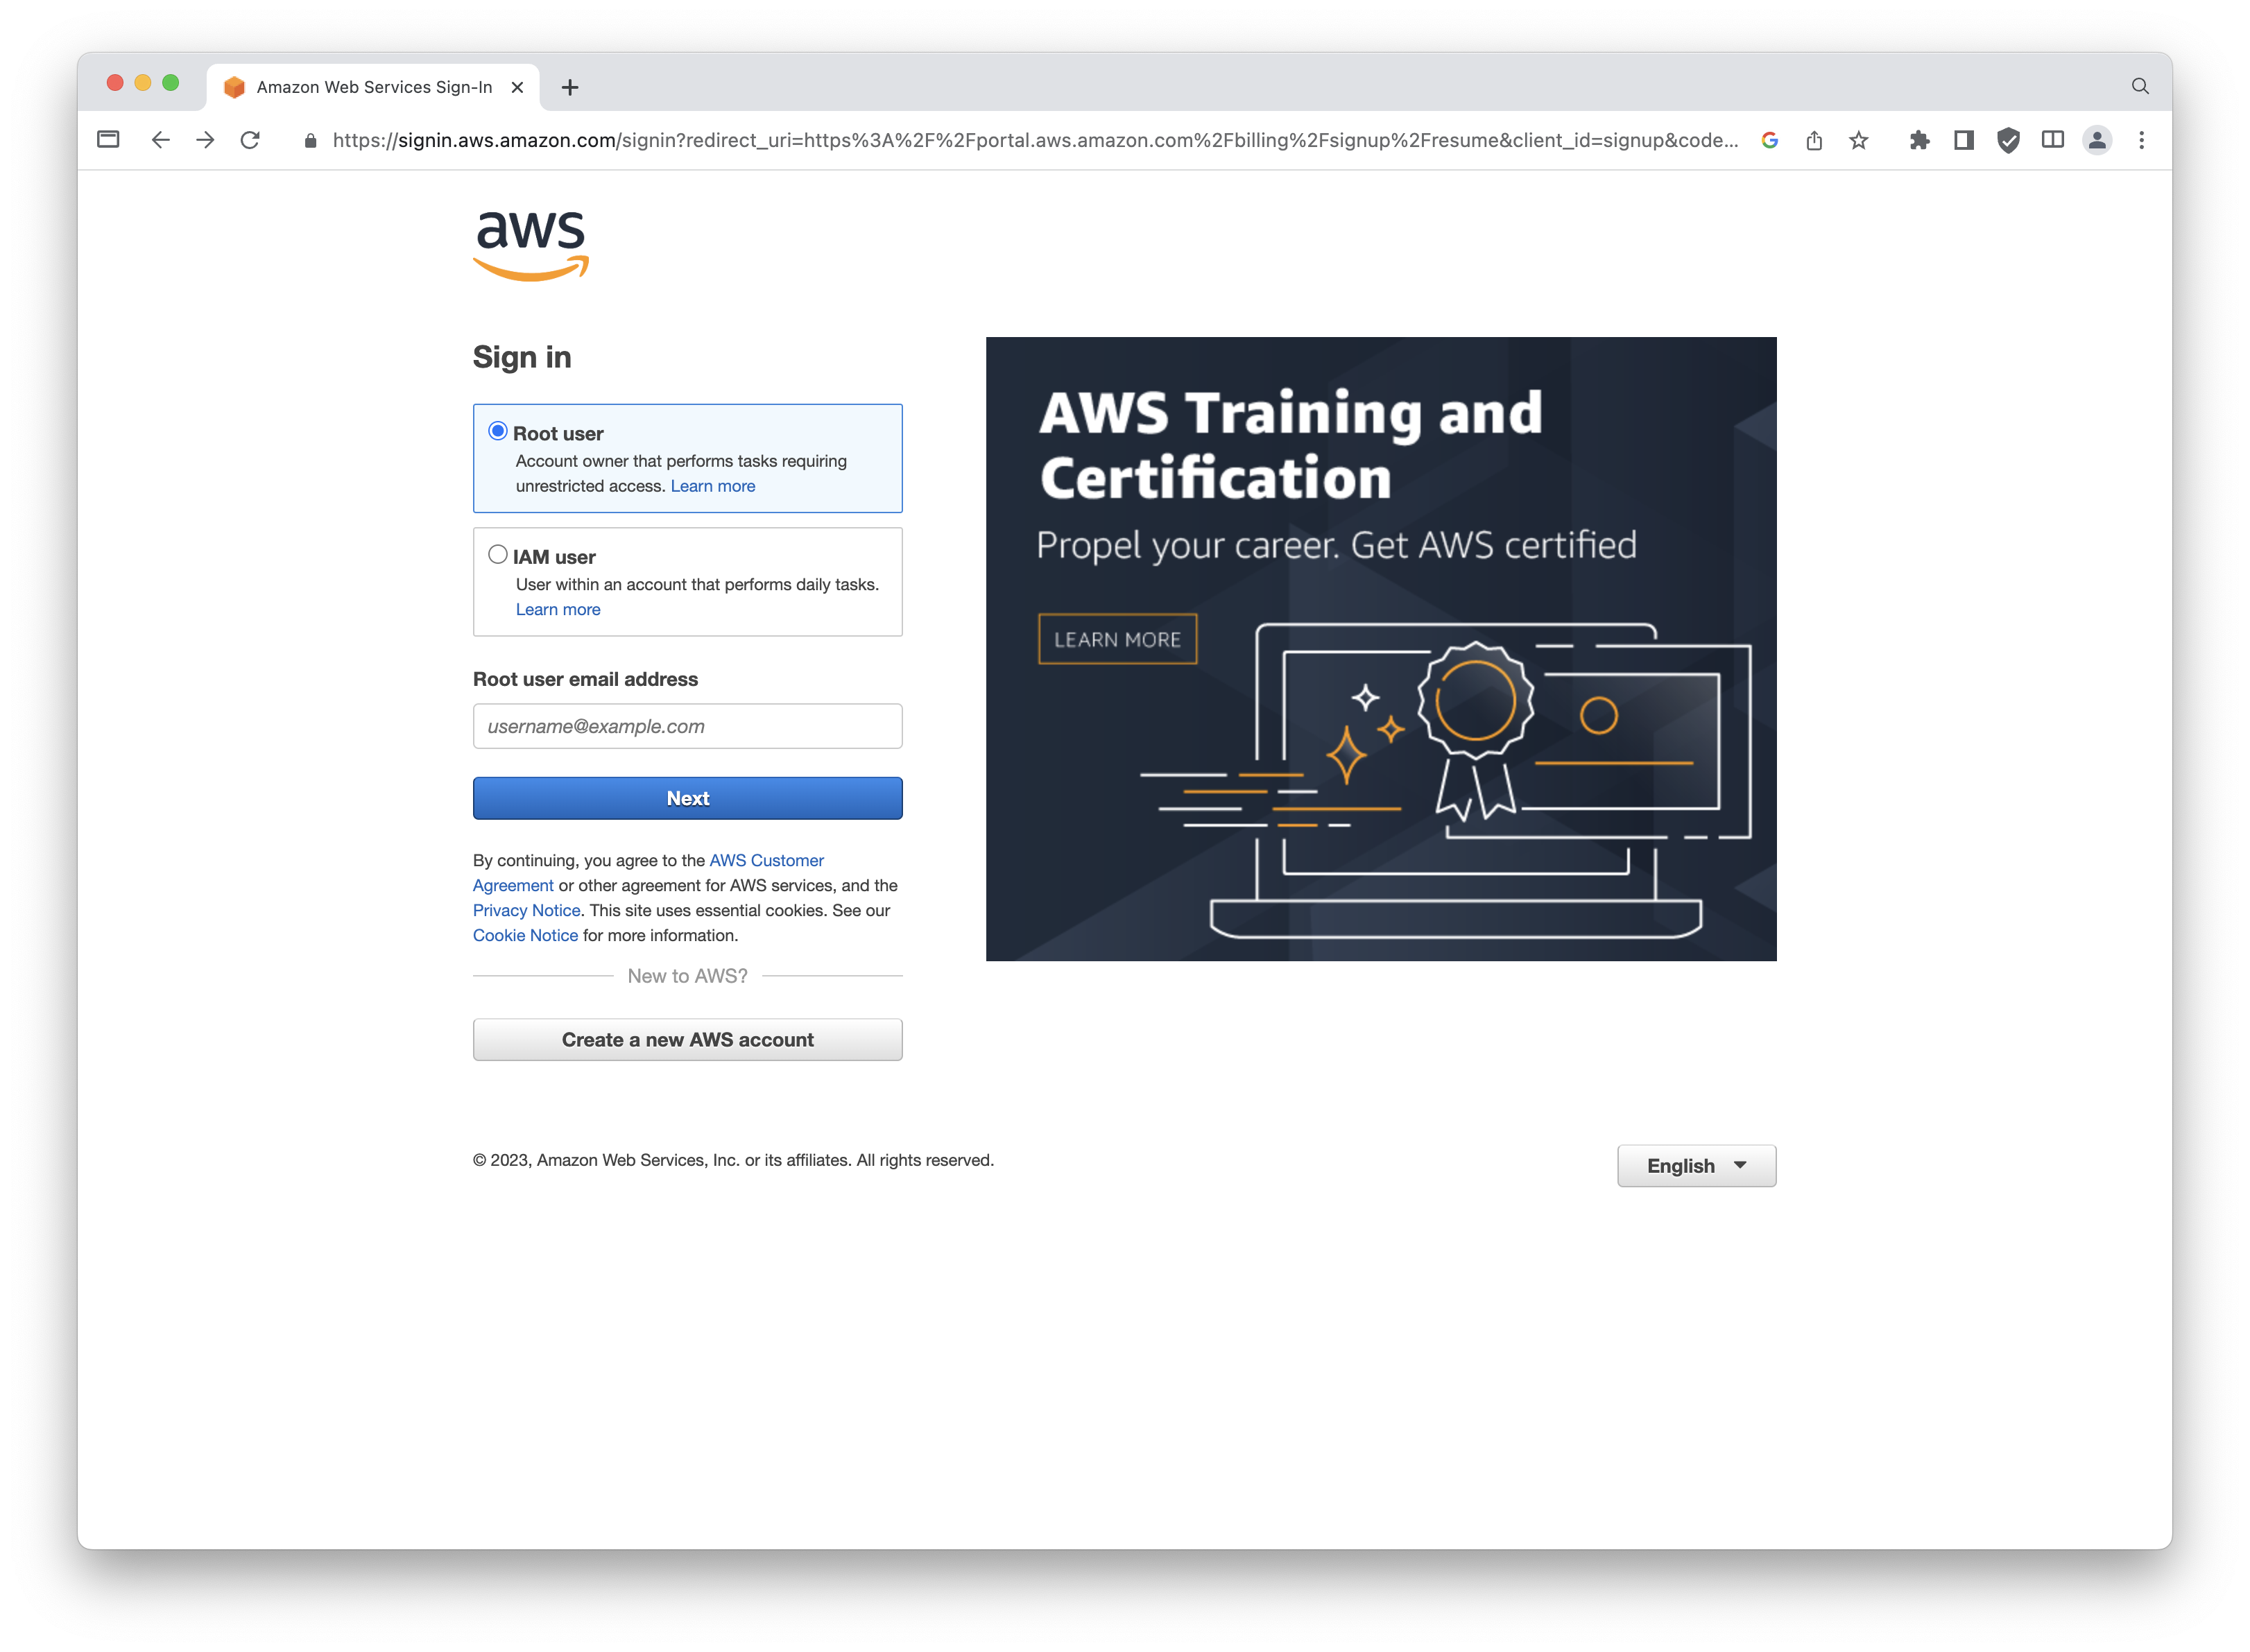 Amazon Web Services Sign-In
https://signin.aws.amazon.com/signin?redirect_uri=https%3A%2F%2Fportal.aws.amazon.com%2Fbilling%2Fsignup%2Fresume&client_id=signup&code...
aws
Sign in
Root user
Account owner that performs tasks requiring
unrestricted access. Learn more
IAM user
User within an account that performs daily tasks.
Learn more
Root user email address
username@example.com
Next
By continuing, you agree to the AWS Customer
Agreement or other agreement for AWS services, and the
Privacy Notice. This site uses essential cookies. See our
Cookie Notice for more information.
New to AWS?
Create a new AWS account
AWS Training and
Certification
Propel your career. Get AWS certified
LEARN MORE
© 2023, Amazon Web Services, Inc. or its affiliates. All rights reserved.
English